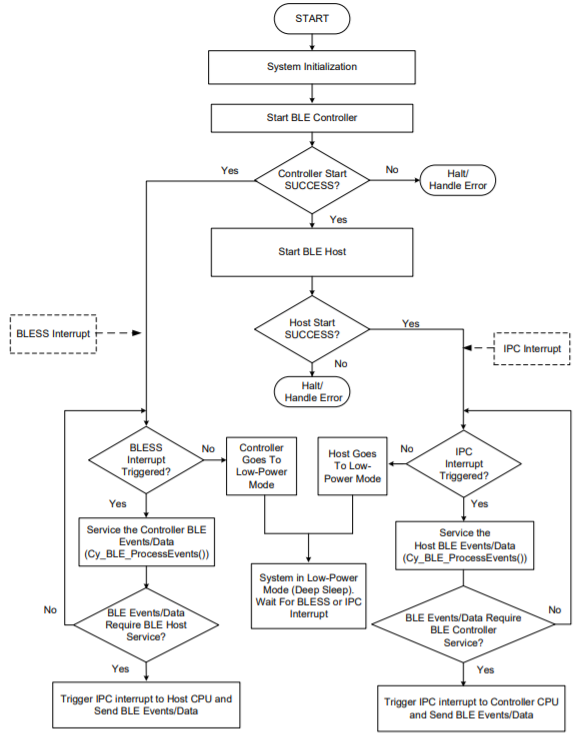 START
System Initialization
Start BLE Controller
Yes
Controller Start
SUCCESS?
No
Halt/
Handle Error
Yes
Start BLE Host
BLESS Interrupt
Host Start
SUCCESS?
Yes
IPC Interrupt
No
Halt/
Handle Error
BLESS
Interrupt
Triggered?
No
Controller
Goes To
Low-Power
Mode
Host Goes
To Low-
Power Mode
No
IPC
Interrupt
Triggered?
Yes
Service the Controller BLE
Events/Data
(Cy_BLE_ProcessEvents())
Yes
Service the
Host BLE Events/Data
(Cy_BLE_ProcessEvents())
System in Low-Power
Mode (Deep Sleep).
Wait For BLESS or IPC
Interrupt
No
BLE Events/Data
Require BLE Host
Service?
BLE Events/Data Require
BLE Controller
Service?
No
Yes
Trigger IPC interrupt to Host CPU and
Send BLE Events/Data
Yes
Trigger IPC interrupt to Controller CPU
and Send BLE Events/Data